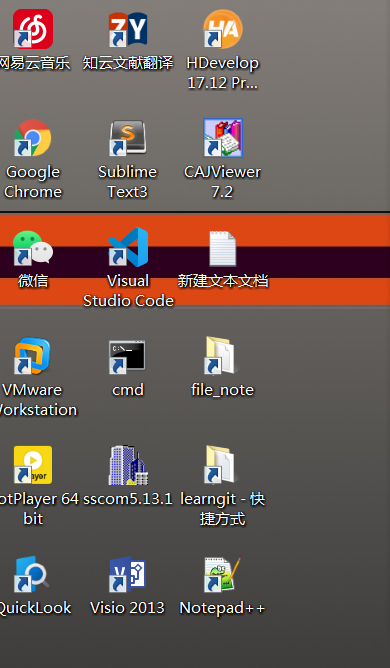 网易云音乐
知云文献翻译
HDevelop
17.12 Pr...
Google
Chrome
Sublime
Text3
CAJViewer
7.2
微信
Visual
Studio Code
新建文本文档
VMware
Workstation
cmd
file_note
otPlayer 64
bit
sscom5.13.1
learngit - 快
捷方式
QuickLook
Visio 2013
Notepad++